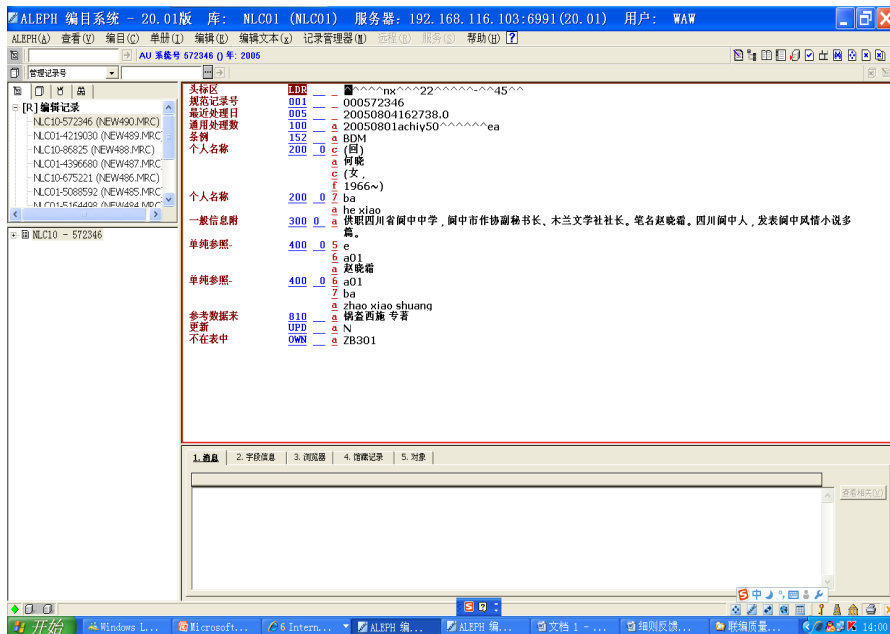 ALEPH 编目系统 - 20.01版 库: NLC01 (NLC01) 服务器: 192.168.116.103:6991(20.01) 用户: WAW
ALEPH(A) 查看(V) 编目(C) 单册(I) 编辑(E) 编辑文本(x) 记录管理器(M) 远程(R) 服务(S) 帮助(H) ?
AU 系统号 572346 () 年: 2005
管理记录号
[R] 编辑记录
NLC10-572346 (NEW490.MRC)
NLC01-4219030 (NEW489.MRC
NLC10-86825 (NEW488.MRC)
NLC01-4396680 (NEW487.MRC
NLC10-675221 (NEW486.MRC)
NLC01-5088592 (NEW485.MRC
NLC01-5164498 (NEW484.MRC
NLC10 - 572346
头标区 LDR _ _ _ ^^^^^nx^^^22^^^^^-^^45^^
规范记录号 001 _ 000572346
最近处理日 005 _ 20050804162738.0
通用处理数 100 _ a 20050801achiy50^^^^^^ea
条例 152 _ a BDM
个人名称 200 _0 c (回)
a 何晓
c (女,
f 1966~)
个人名称 200 _0 7 ba
a he xiao
一般信息附 300 0 a 供职四川省阆中中学,阆中市作协副秘书长、木兰文学社社长。笔名赵晓霜。四川阆中人,发表阆中风情小说多
篇。
单纯参照- 400 _0 5 e
6 a01
a 赵晓霜
单纯参照- 400 _0 6 a01
7 ba
a zhao xiao shuang
参考数据来 810 _ a 锅盔西施 专著
更新 UPD _ a N
不在表中 OWN _ a ZB301
1. 消息 2. 字段信息 3. 浏览器 4. 馆藏记录 5. 对象
查看相关(V)
中
开始 Windows L... Microsoft... 6 Intern... ALEPH 编... ALEPH 编... 文档 1 - ... 细则反馈... 联编质量... 14:00